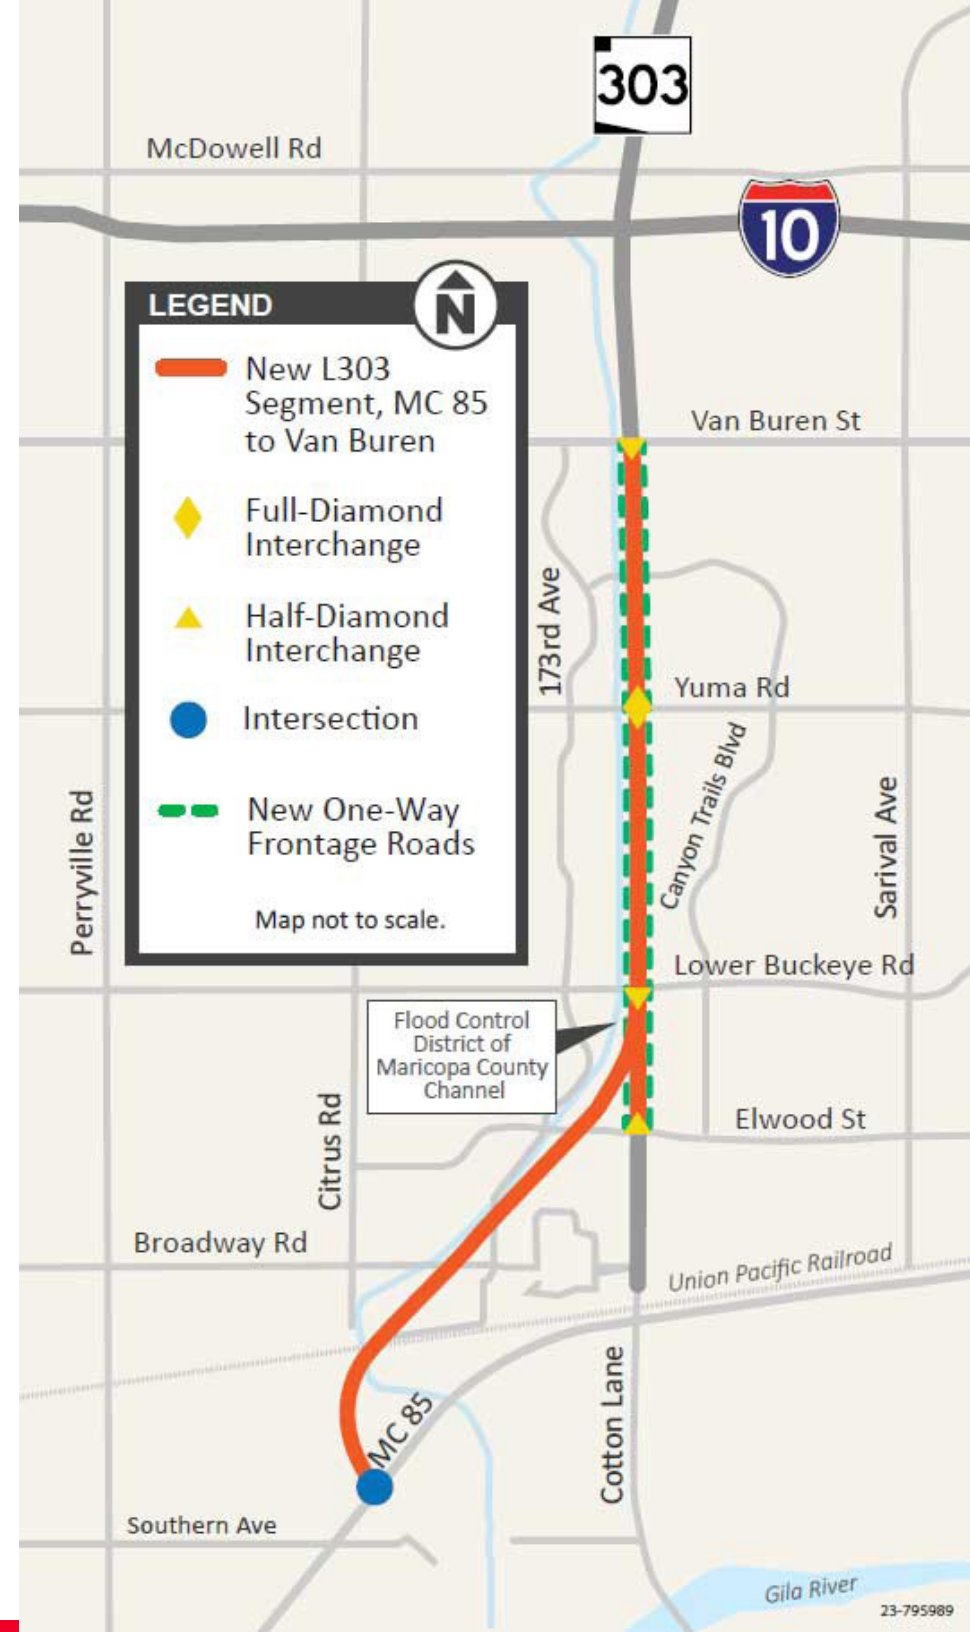 303
McDowell Rd
10
LEGEND
N
New L303
Segment, MC 85
to Van Buren
Full-Diamond
Interchange
Half-Diamond
Interchange
Intersection
New One-Way
Frontage Roads
Map not to scale.
Van Buren St
173rd Ave
Yuma Rd
Canyon Trails Blvd
Perryville Rd
Sarival Ave
Lower Buckeye Rd
Flood Control
District of
Maricopa County
Channel
Citrus Rd
Elwood St
Broadway Rd
Union Pacific Railroad
MC 85
Cotton Lane
Southern Ave
Gila River
23-795989